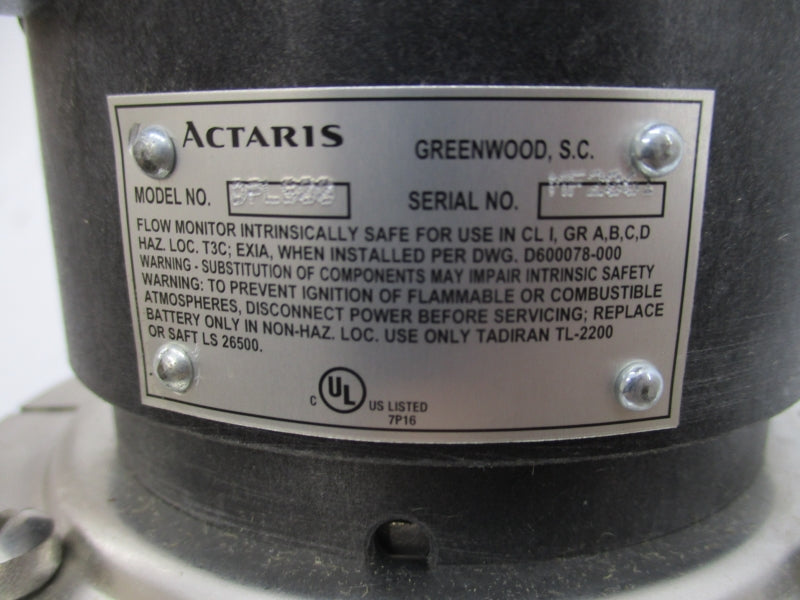 ACTARIS
GREENWOOD, S.C.
MODEL NO.
SERIAL NO.
FLOW MONITOR INTRINSICALLY SAFE FOR USE IN CL I, GR A,B,C,D
HAZ. LOC. T3C; EXIA, WHEN INSTALLED PER DWG. D600078-000
WARNING - SUBSTITUTION OF COMPONENTS MAY IMPAIR INTRINSIC SAFETY
WARNING: TO PREVENT IGNITION OF FLAMMABLE OR COMBUSTIBLE
ATMOSPHERES, DISCONNECT POWER BEFORE SERVICING; REPLACE
BATTERY ONLY IN NON-HAZ. LOC. USE ONLY TADIRAN TL-2200
OR SAFT LS 26500.
C UL US LISTED
7P16